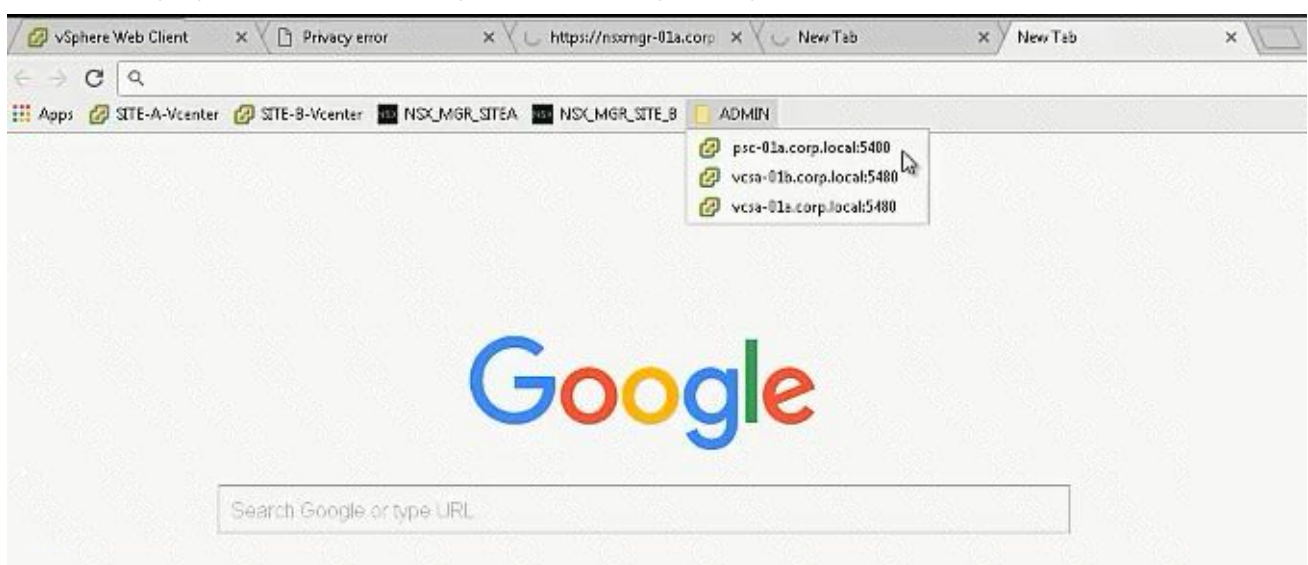 vSphere Web Client
Privacy error
https://nsxmgr-01a.corp
New Tab
New Tab
Apps
SITE-A-Vcenter
SITE-B-Vcenter
NSX NSX_MGR_SITEA
NSX NSX_MGR_SITE_B
ADMIN
psc-01a.corp.local:5480
vcsa-01b.corp.local:5480
vcsa-01a.corp.local:5480
Google
Search Google or type URL